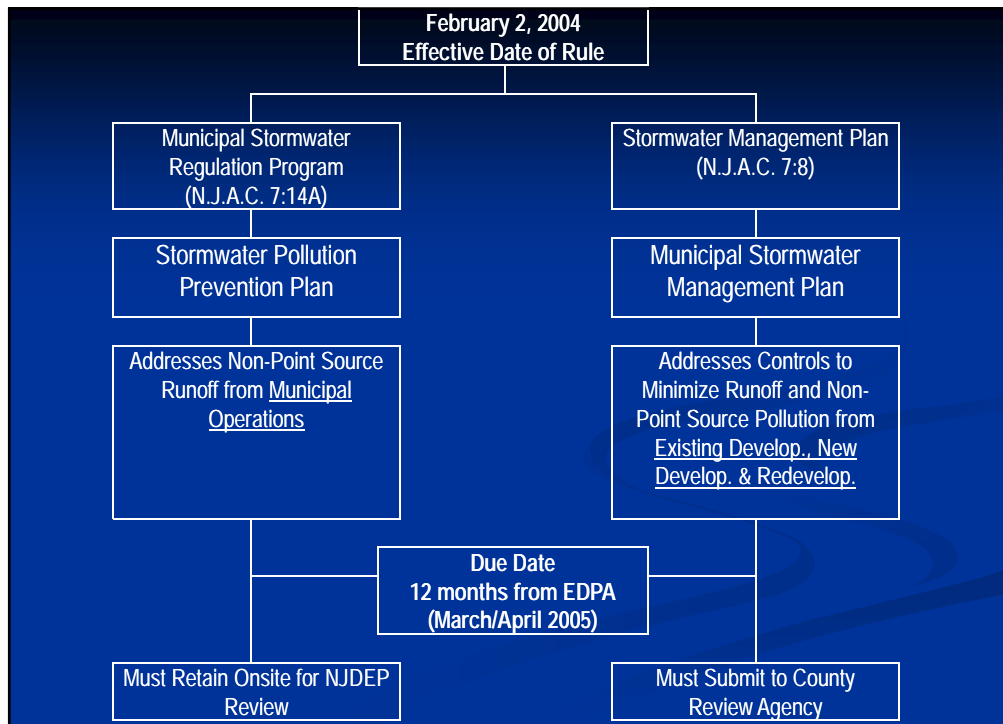 February 2, 2004
Effective Date of Rule
Municipal Stormwater
Regulation Program
(N.J.A.C. 7:14A)
Stormwater Management Plan
(N.J.A.C. 7:8)
Stormwater Pollution
Prevention Plan
Municipal Stormwater
Management Plan
Addresses Non-Point Source
Runoff from Municipal
Operations
Addresses Controls to
Minimize Runoff and Non-
Point Source Pollution from
Existing Develop., New
Develop. & Redevelop.
Due Date
12 months from EDPA
(March/April 2005)
Must Retain Onsite for NJDEP
Review
Must Submit to County
Review Agency